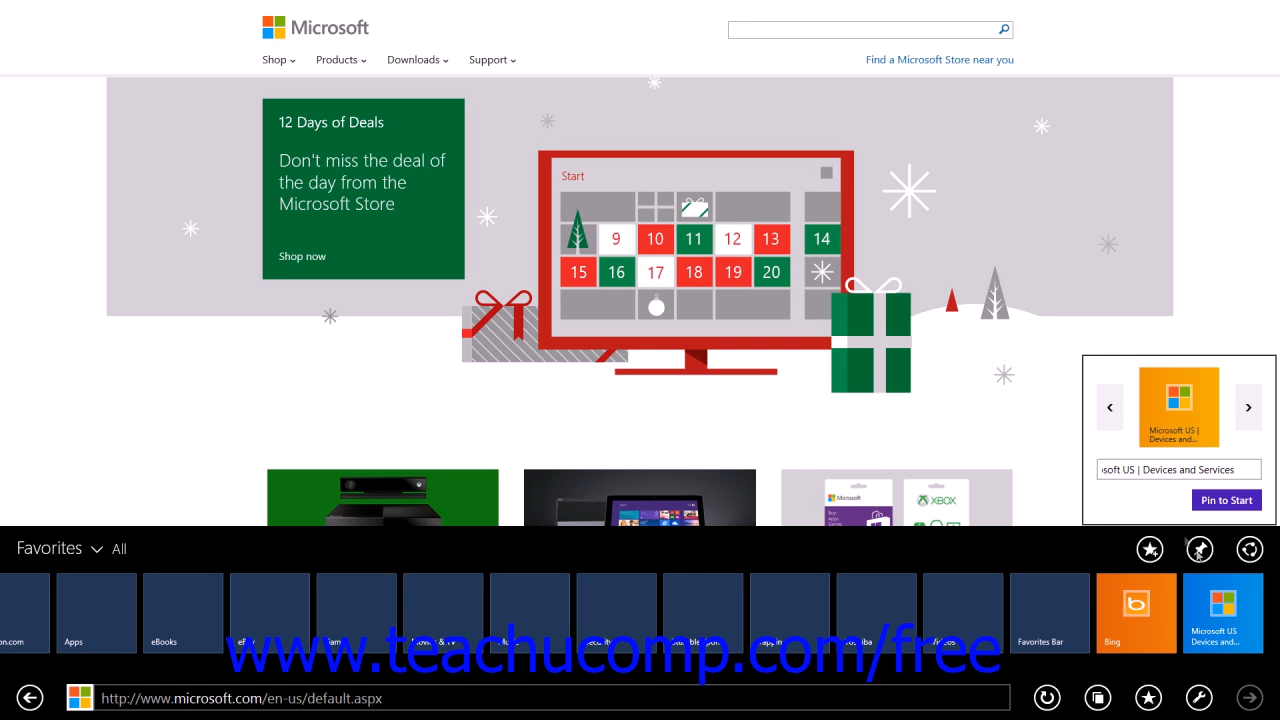 Microsoft
Shop
Products
Downloads
Support
Find a Microsoft Store near you
12 Days of Deals
Don't miss the deal of
the day from the
Microsoft Store
Shop now
Start
9 10 11 12 13 14
15 16 17 18 19 20
Microsoft
XBOX
Microsoft US |
Devices and...
soft US | Devices and Services
Pin to Start
Favorites All
Apps
eBooks
Favorites Bar
Bing
Microsoft US
Devices and...
www.teachucomp.com/free
http://www.microsoft.com/en-us/default.aspx